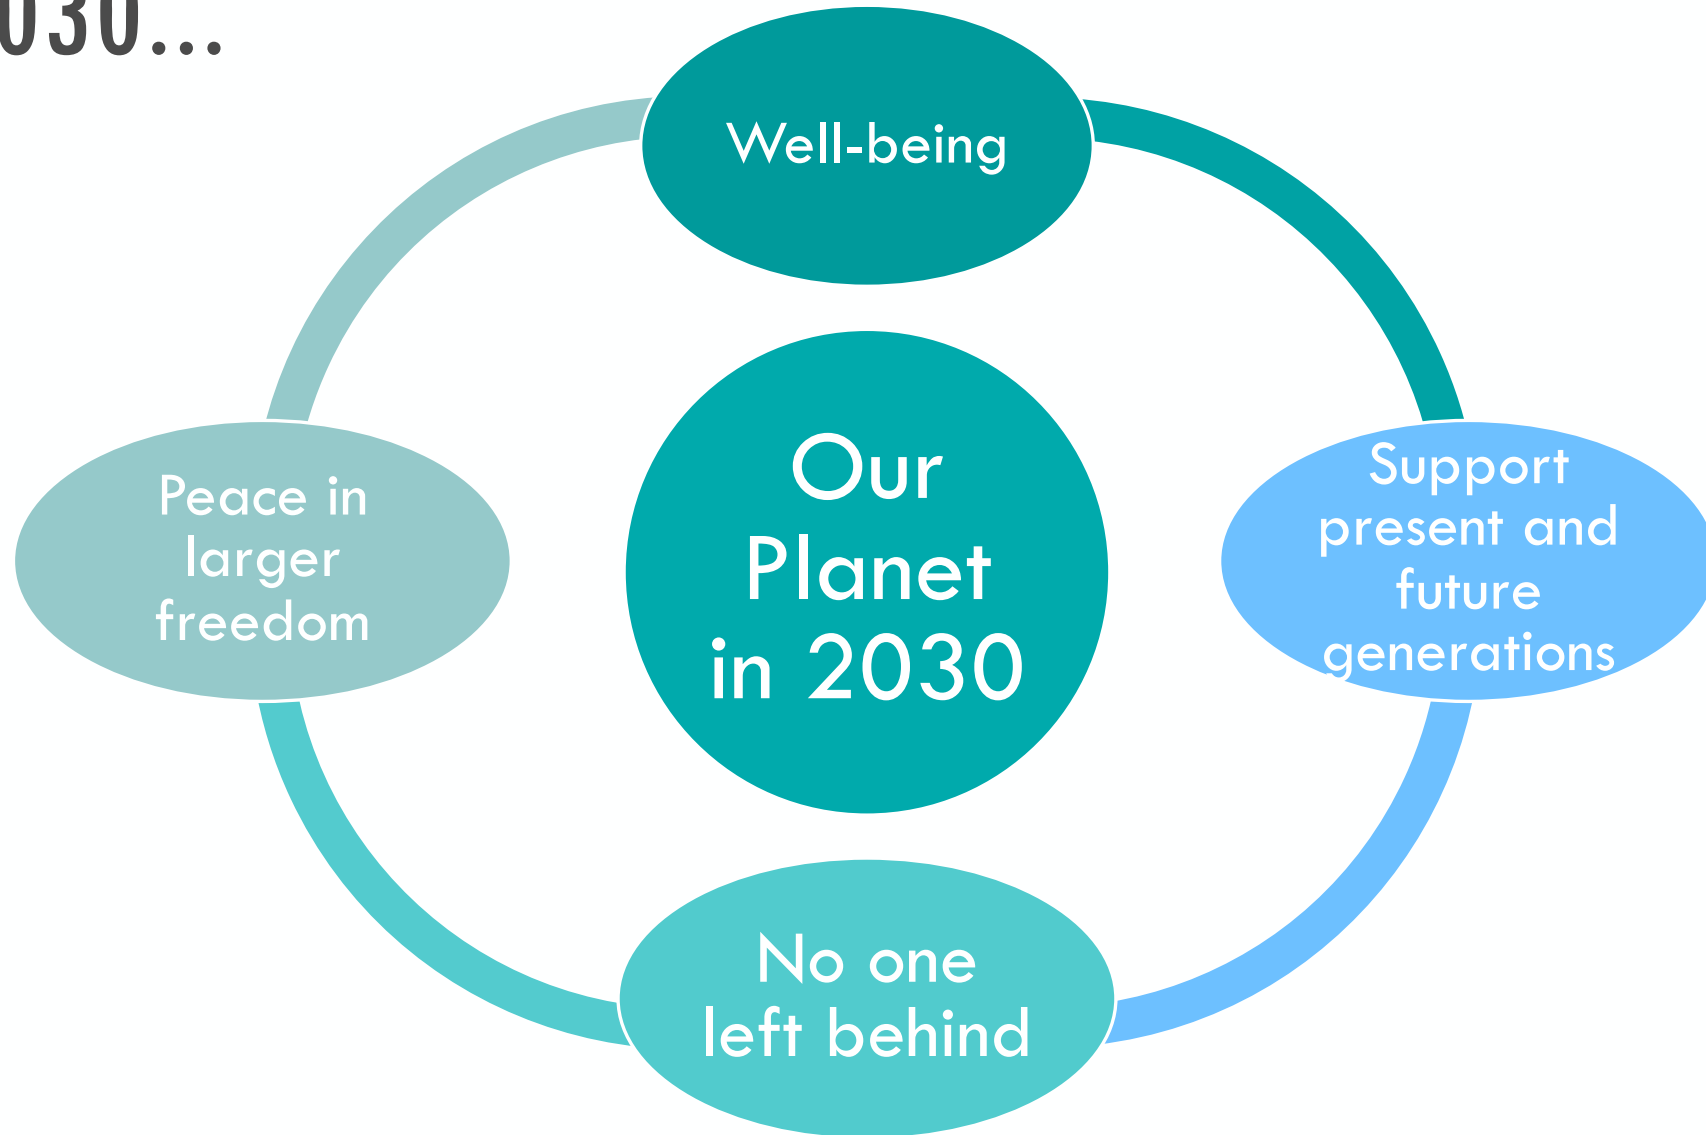 030...
Well-being
Our
Planet
in 2030
Peace in
larger
freedom
Support
present and
future
generations
No one
left behind